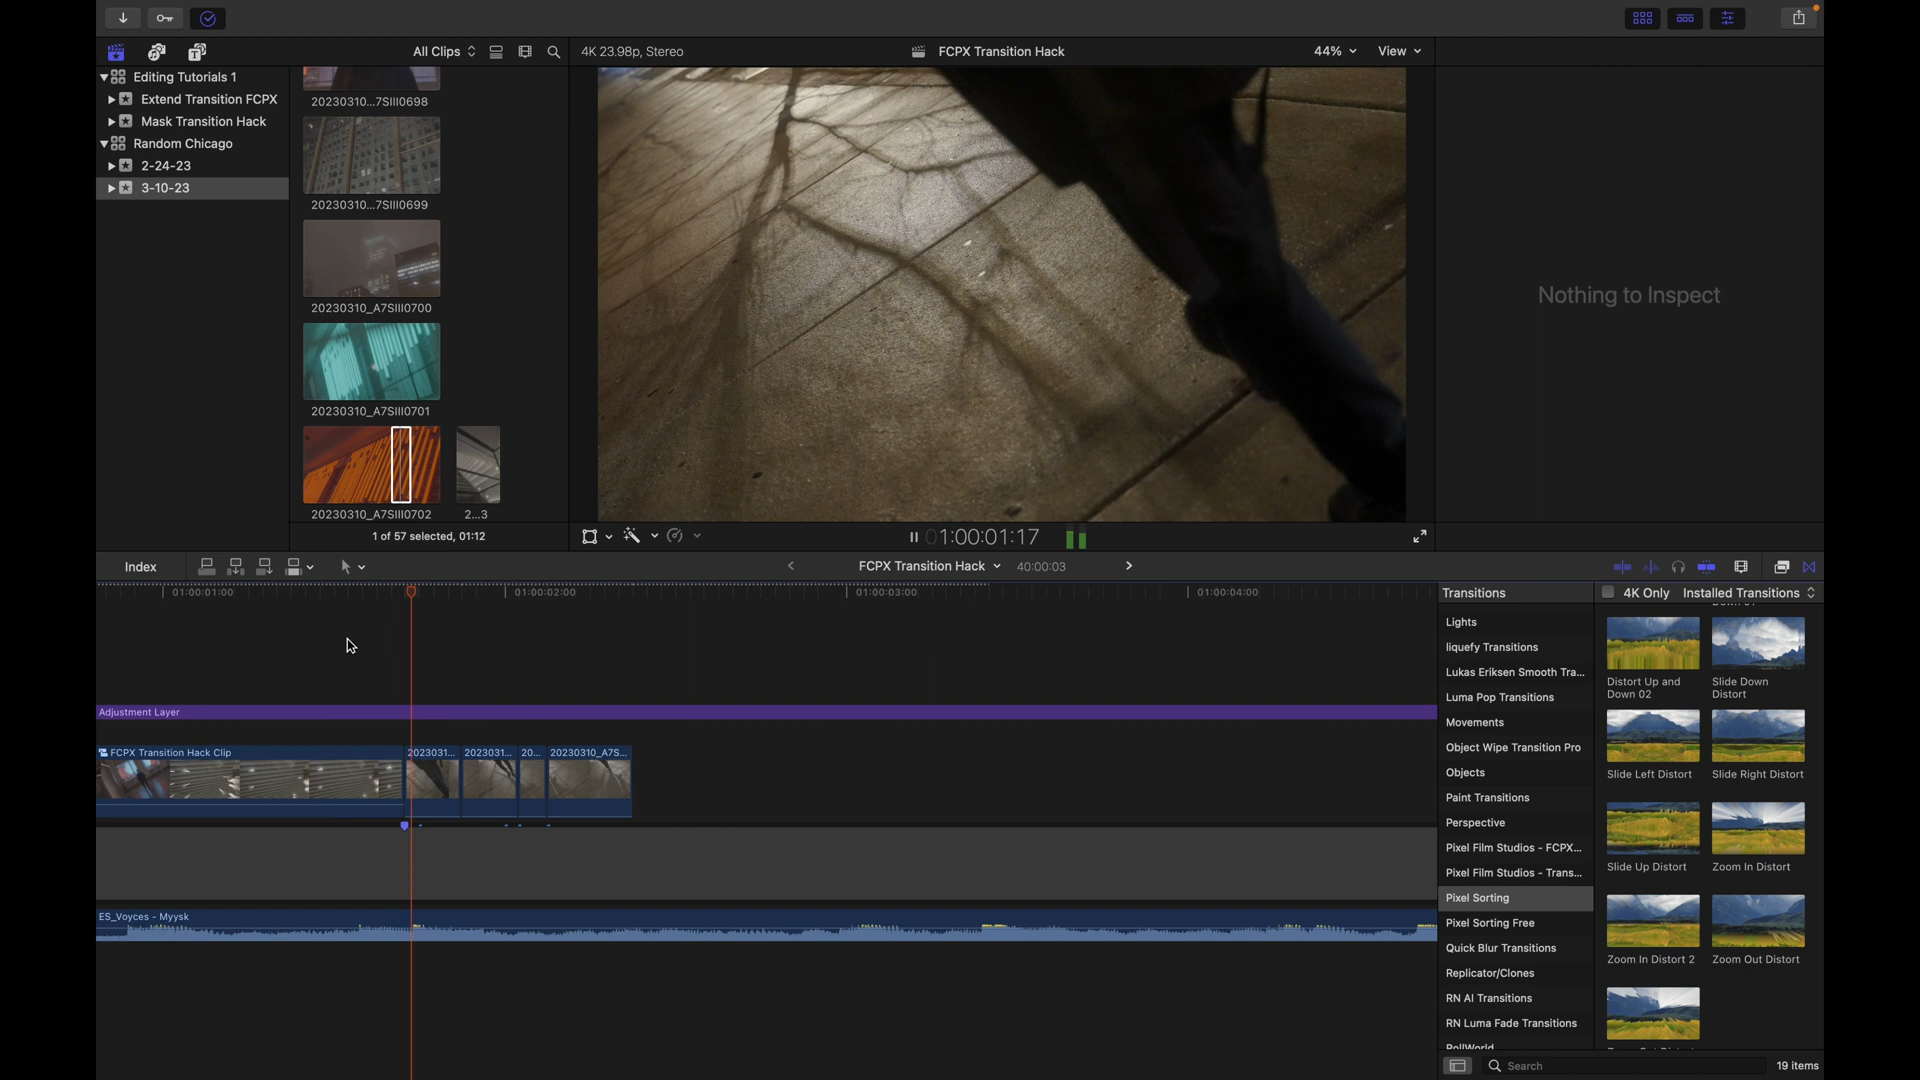 All Clips
4K 23.98p, Stereo
FCPX Transition Hack
44%
View
Editing Tutorials 1
Extend Transition FCPX
Mask Transition Hack
Random Chicago
2-24-23
3-10-23
20230310...7SIII0698
20230310...7SIII0699
20230310_A7SIII0700
20230310_A7SIII0701
20230310_A7SIII0702
2...3
1 of 57 selected, 01:12
Nothing to Inspect
01:00:01:17
Index
FCPX Transition Hack
40:00:03
01:00:01:00
01:00:02:00
01:00:03:00
01:00:04:00
Adjustment Layer
FCPX Transition Hack Clip
2023031...
2023031...
20...
20230310_A7S...
ES_Voyces - Myysk
Transitions
4K Only
Installed Transitions
Lights
liquefy Transitions
Lukas Eriksen Smooth Tra...
Luma Pop Transitions
Movements
Object Wipe Transition Pro
Objects
Paint Transitions
Perspective
Pixel Film Studios - FCPX...
Pixel Film Studios - Trans...
Pixel Sorting
Pixel Sorting Free
Quick Blur Transitions
Replicator/Clones
RN AI Transitions
RN Luma Fade Transitions
RollWorld
Distort Up and
Down 02
Slide Down
Distort
Slide Left Distort
Slide Right Distort
Slide Up Distort
Zoom In Distort
Zoom In Distort 2
Zoom Out Distort
Search
19 items